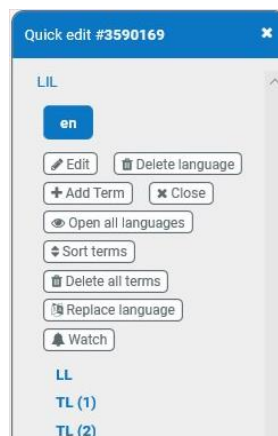 Quick edit #3590169
LIL
en
Edit Delete language
Add Term Close
Open all languages
Sort terms
Delete all terms
Replace language
Watch
LL
TL (1)
TL (2)